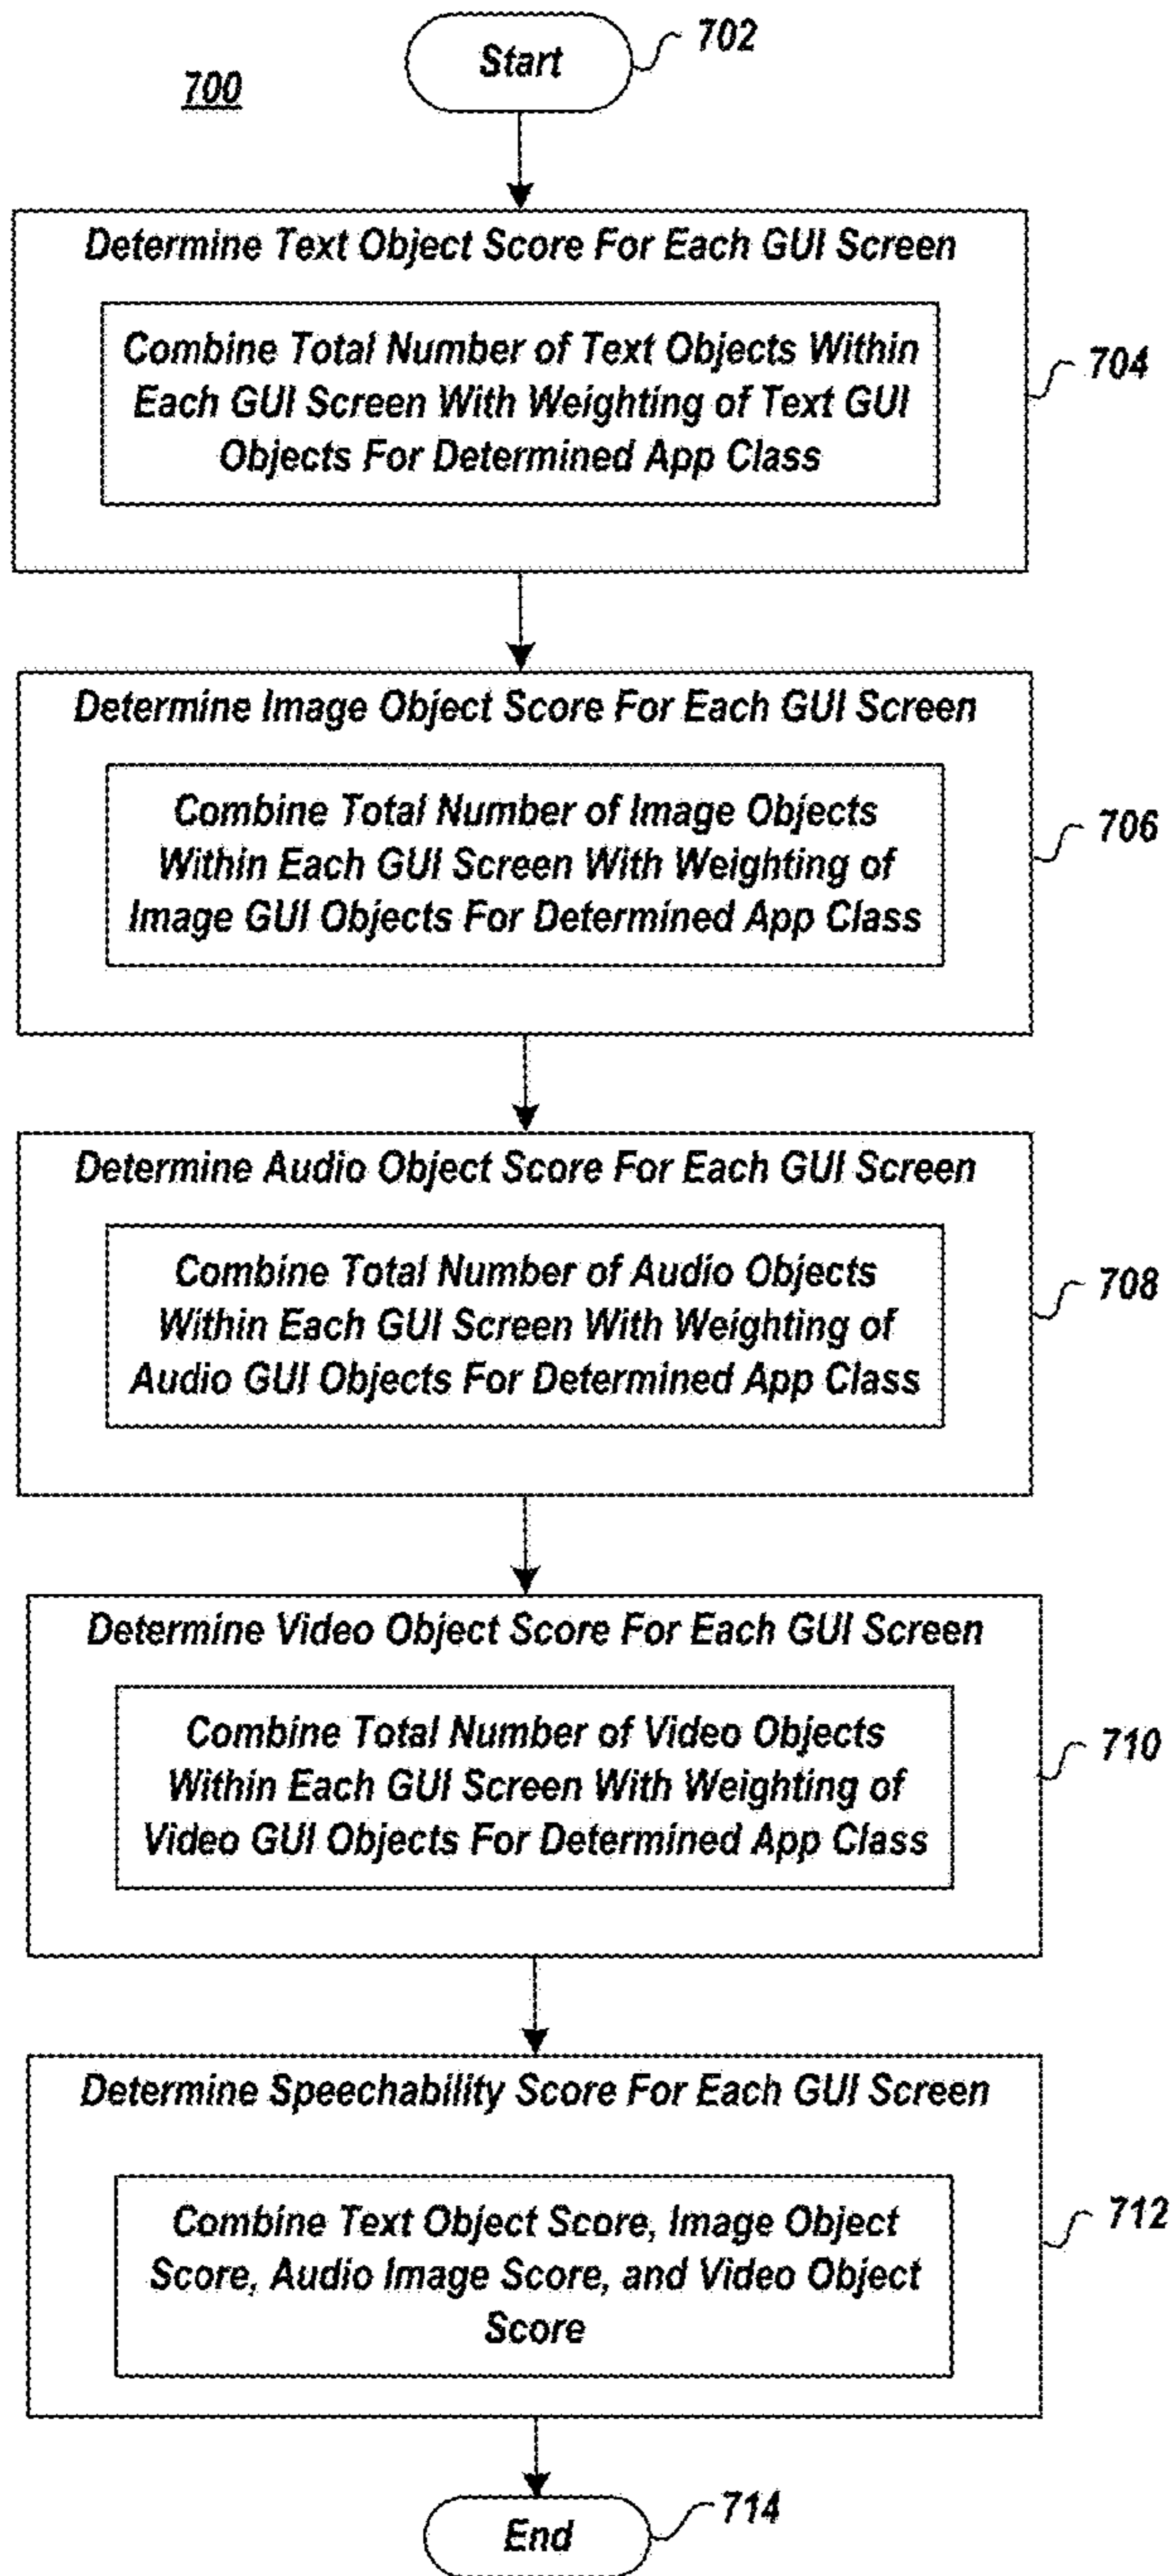 700
Start
702
Determine Text Object Score For Each GUI Screen
Combine Total Number of Text Objects Within
Each GUI Screen With Weighting of Text GUI
Objects For Determined App Class
704
Determine Image Object Score For Each GUI Screen
Combine Total Number of Image Objects
Within Each GUI Screen With Weighting of
Image GUI Objects For Determined App Class
706
Determine Audio Object Score For Each GUI Screen
Combine Total Number of Audio Objects
Within Each GUI Screen With Weighting of
Audio GUI Objects For Determined App Class
708
Determine Video Object Score For Each GUI Screen
Combine Total Number of Video Objects
Within Each GUI Screen With Weighting of
Video GUI Objects For Determined App Class
710
Determine Speechability Score For Each GUI Screen
Combine Text Object Score, Image Object
Score, Audio Image Score, and Video Object
Score
712
End
714